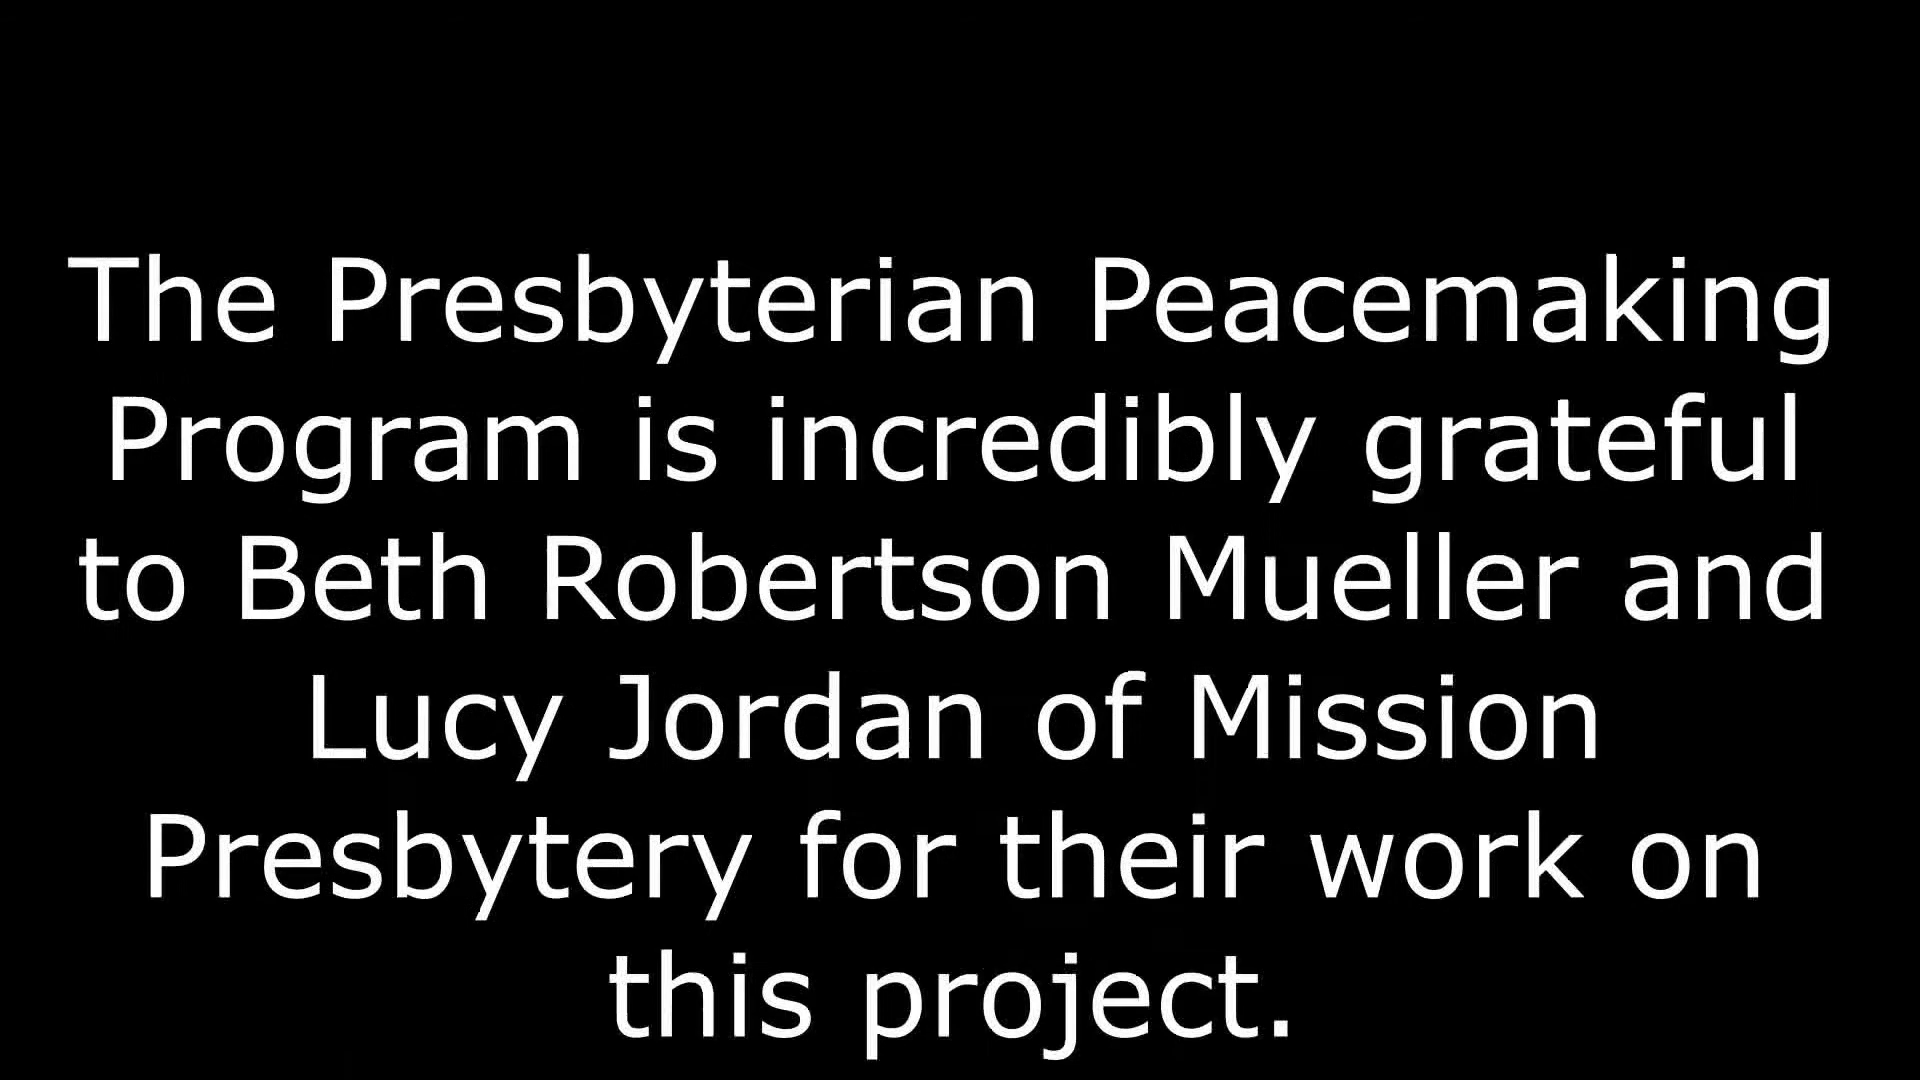 The Presbyterian Peacemaking
Program is incredibly grateful
to Beth Robertson Mueller and
Lucy Jordan of Mission
Presbytery for their work on
this project.